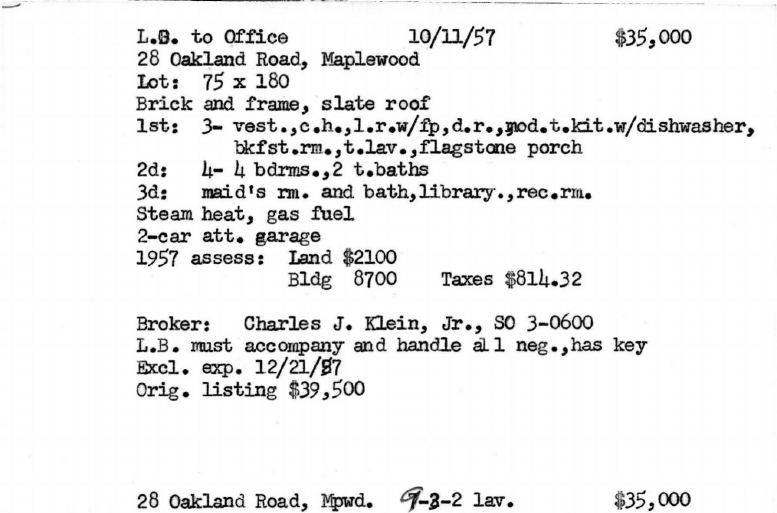 L.B. to Office 10/11/57 $35,000
28 Oakland Road, Maplewood
Lot: 75 x 180
Brick and frame, slate roof
1st: 3- vest.,c.h.,l.r.w/fp,d.r.,mod.t.kit.w/dishwasher,
bkfst.rm.,t.lav.,flagstone porch
2d: 4- 4 bdrms.,2 t.baths
3d: maid's rm. and bath,library.,rec.rm.
Steam heat, gas fuel
2-car att. garage
1957 assess: Land $2100
Bldg 8700 Taxes $814.32
Broker: Charles J. Klein, Jr., SO 3-0600
L.B. must accompany and handle all neg.,has key
Excl. exp. 12/21/57
Orig. listing $39,500
28 Oakland Road, Mpwd. 9-3-2 lav. $35,000